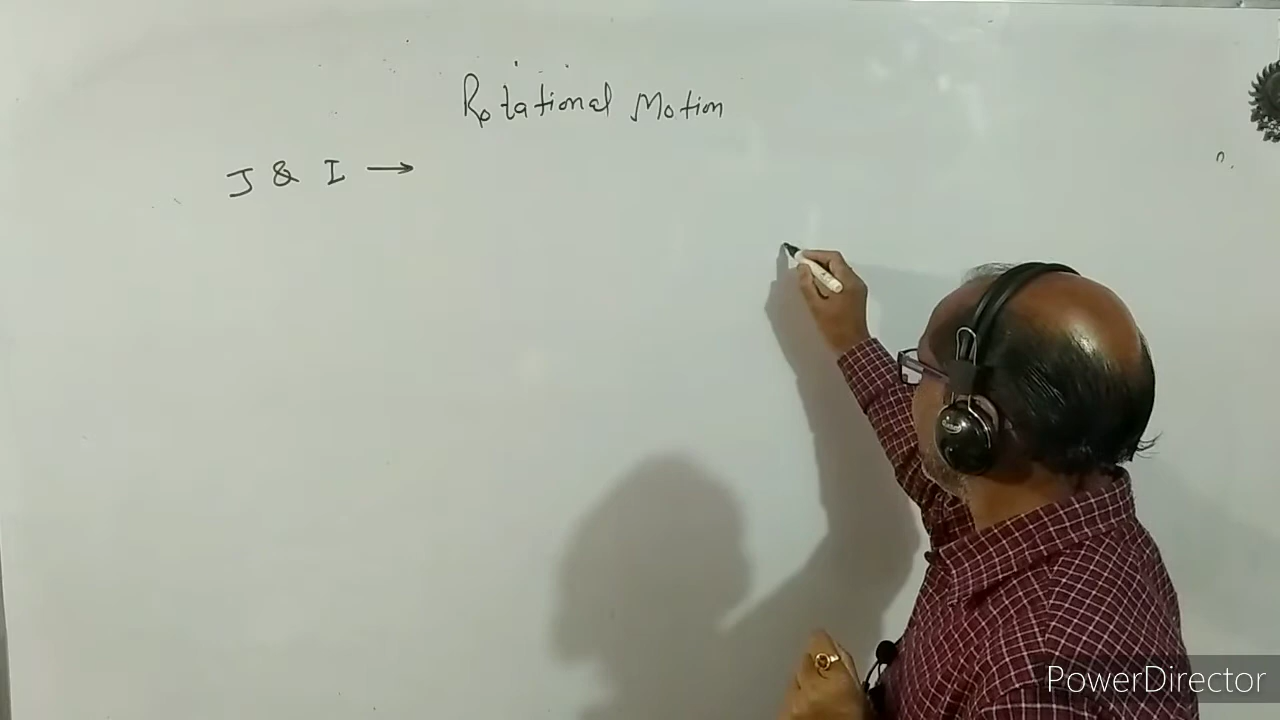 Rotational Motion
J & I →
PowerDirector